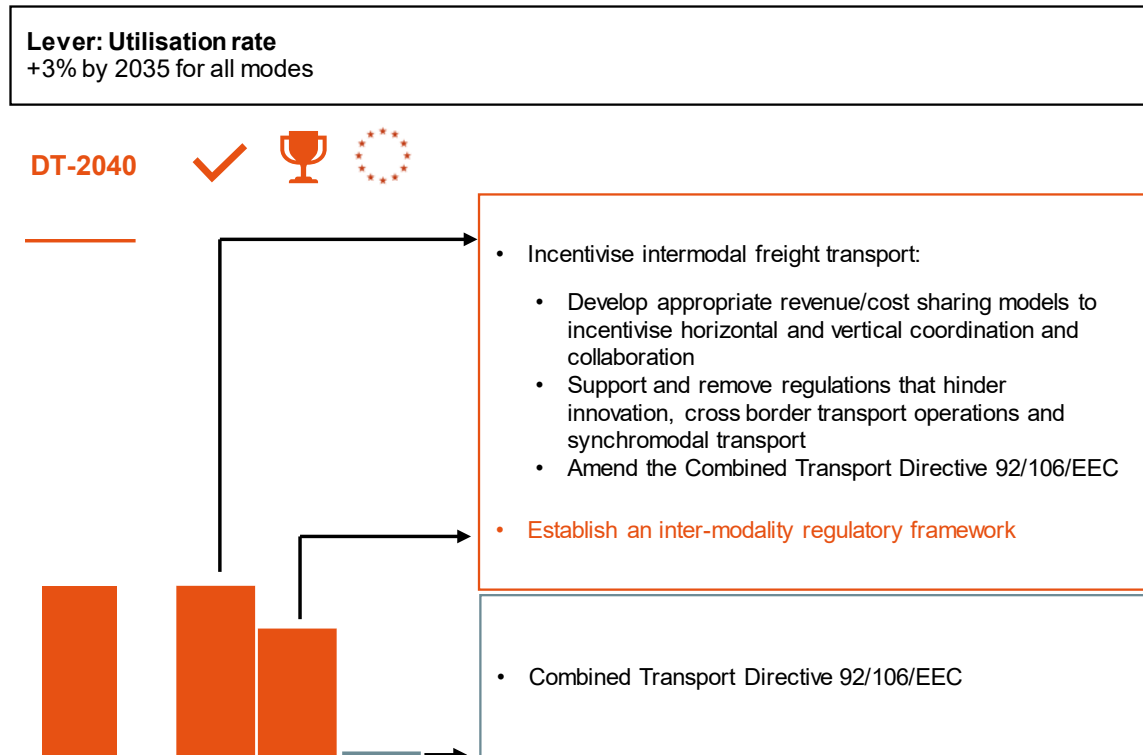 Lever: Utilisation rate
+3% by 2035 for all modes
DT-2040
• Incentivise intermodal freight transport:
• Develop appropriate revenue/cost sharing models to
incentivise horizontal and vertical coordination and
collaboration
• Support and remove regulations that hinder
innovation, cross border transport operations and
synchromodal transport
• Amend the Combined Transport Directive 92/106/EEC
• Establish an inter-modality regulatory framework
• Combined Transport Directive 92/106/EEC